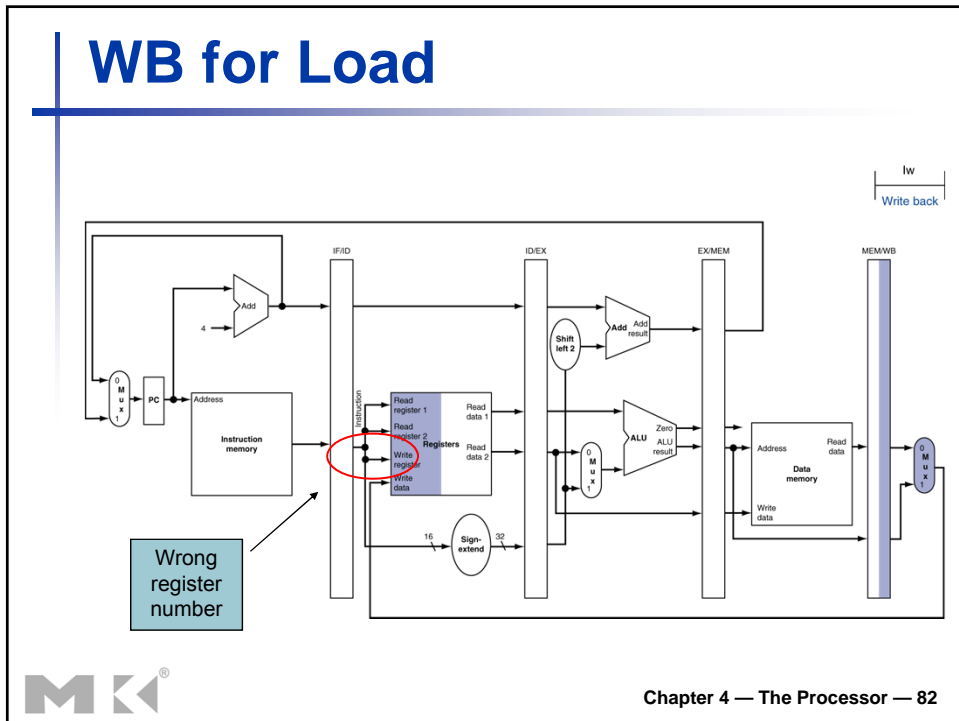 WB for Load
lw
Write back
IF/ID
ID/EX
EX/MEM
MEM/WB
Add
4
Shift
left 2
Add
Add
result
0
M
u
x
1
PC
Address
Instruction
memory
Instruction
Read
register 1
Read
register 2
Write
register
Write
data
Registers
Read
data 1
Read
data 2
0
M
u
x
1
ALU
Zero
ALU
result
Address
Write
data
Data
memory
Read
data
0
M
u
x
1
16
Sign-
extend
32
Wrong
register
number
MK®
Chapter 4 — The Processor — 82